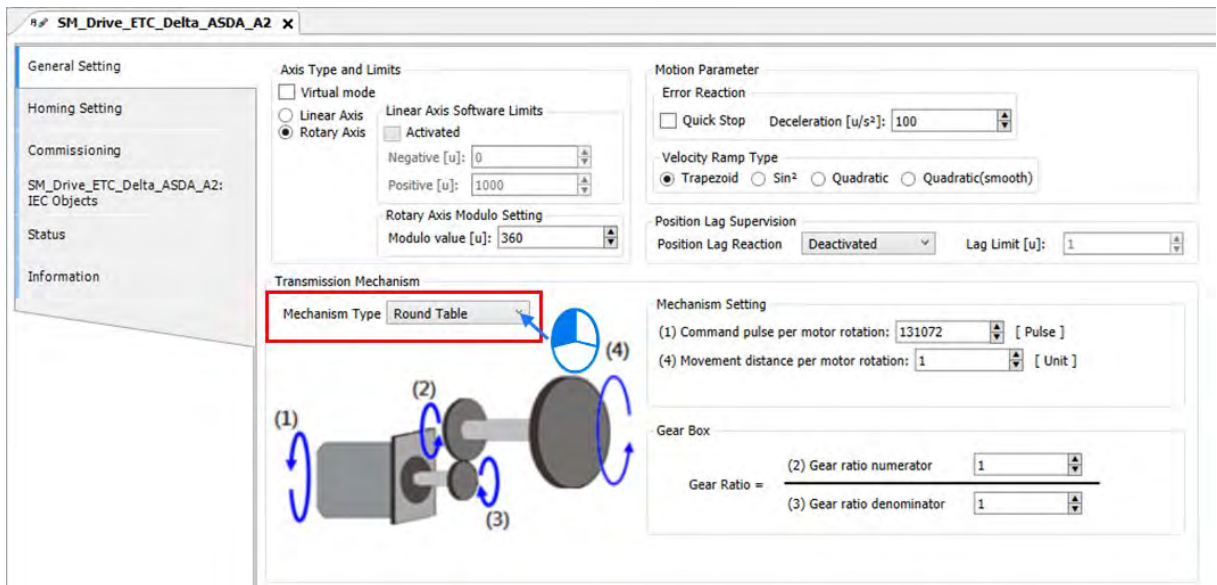 SM_Drive_ETC_Delta_ASDA_A2 X
General Setting
Homing Setting
Commissioning
SM_Drive_ETC_Delta_ASDA_A2:
IEC Objects
Status
Information
Axis Type and Limits
Virtual mode
Linear Axis
Rotary Axis
Linear Axis Software Limits
Activated
Negative [u]: 0
Positive [u]: 1000
Rotary Axis Modulo Setting
Modulo value [u]: 360
Motion Parameter
Error Reaction
Quick Stop Deceleration [u/s²]: 100
Velocity Ramp Type
Trapezoid Sin² Quadratic Quadratic(smooth)
Position Lag Supervision
Position Lag Reaction Deactivated Lag Limit [u]: 1
Transmission Mechanism
Mechanism Type Round Table
(1)
(2)
(3)
(4)
Mechanism Setting
(1) Command pulse per motor rotation: 131072 [ Pulse ]
(4) Movement distance per motor rotation: 1 [ Unit ]
Gear Box
Gear Ratio =
(2) Gear ratio numerator 1
(3) Gear ratio denominator 1